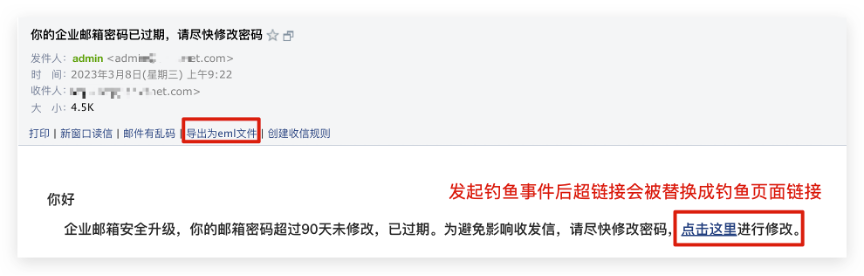 你的企业邮箱密码已过期，请尽快修改密码
发件人：admin <admin net.com>
时 间：2023年3月8日(星期三) 上午9:22
收件人： net.com>
大 小：4.5K
打印 | 新窗口读信 | 邮件有乱码 | 导出为eml文件 | 创建收信规则
发起钓鱼事件后超链接会被替换成钓鱼页面链接
你好
企业邮箱安全升级，你的邮箱密码超过90天未修改，已过期。为避免影响收发信，请尽快修改密码，点击这里进行修改。